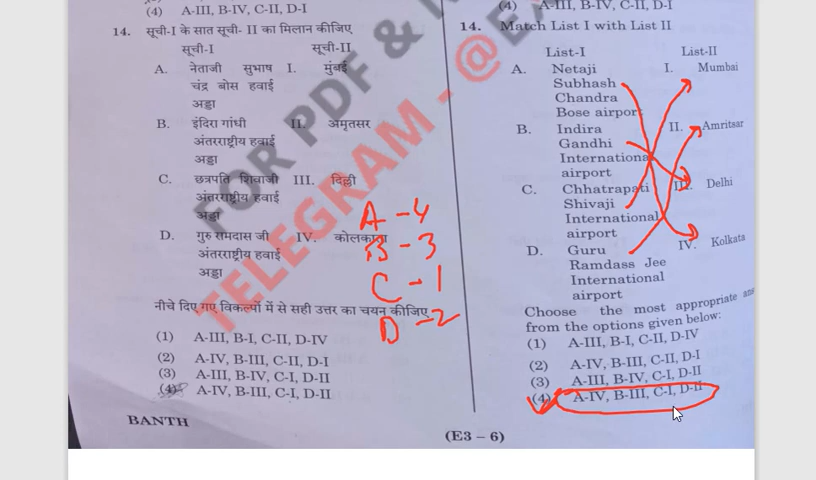 (4) A-III, B-IV, C-II, D-I
14. सूची-I के सात सूची- II का मिलान कीजिए
सूची-I सूची-II
A. नेताजी सुभाष I. मुंबई
चंद्र बोस हवाई
अड्डा
B. इंदिरा गांधी II. अमृतसर
अंतरराष्ट्रीय हवाई
अड्डा
C. छत्रपति शिवाजी III. दिल्ली
अंतरराष्ट्रीय हवाई
अड्डा
D. गुरु रामदास जी IV. कोलकाता
अंतरराष्ट्रीय हवाई
अड्डा
नीचे दिए गए विकल्पों में से सही उत्तर का चयन कीजिए
(1) A-III, B-I, C-II, D-IV
(2) A-IV, B-III, C-II, D-I
(3) A-III, B-IV, C-I, D-II
(4) A-IV, B-III, C-I, D-II
BANTH
A - 4
B - 3
C - 1
D - 2
FOR PDF &
TELEGRAM - @
(4) A-III, B-IV, C-II, D-I
14. Match List I with List II
List-I List-II
A. Netaji I. Mumbai
Subhash
Chandra
Bose airport
B. Indira II. Amritsar
Gandhi
International
airport
C. Chhatrapati III. Delhi
Shivaji
International
airport
D. Guru IV. Kolkata
Ramdass Jee
International
airport
Choose the most appropriate
from the options given below:
(1) A-III, B-I, C-II, D-IV
(2) A-IV, B-III, C-II, D-I
(3) A-III, B-IV, C-I, D-II
(4) A-IV, B-III, C-I, D-II
(E3 – 6)